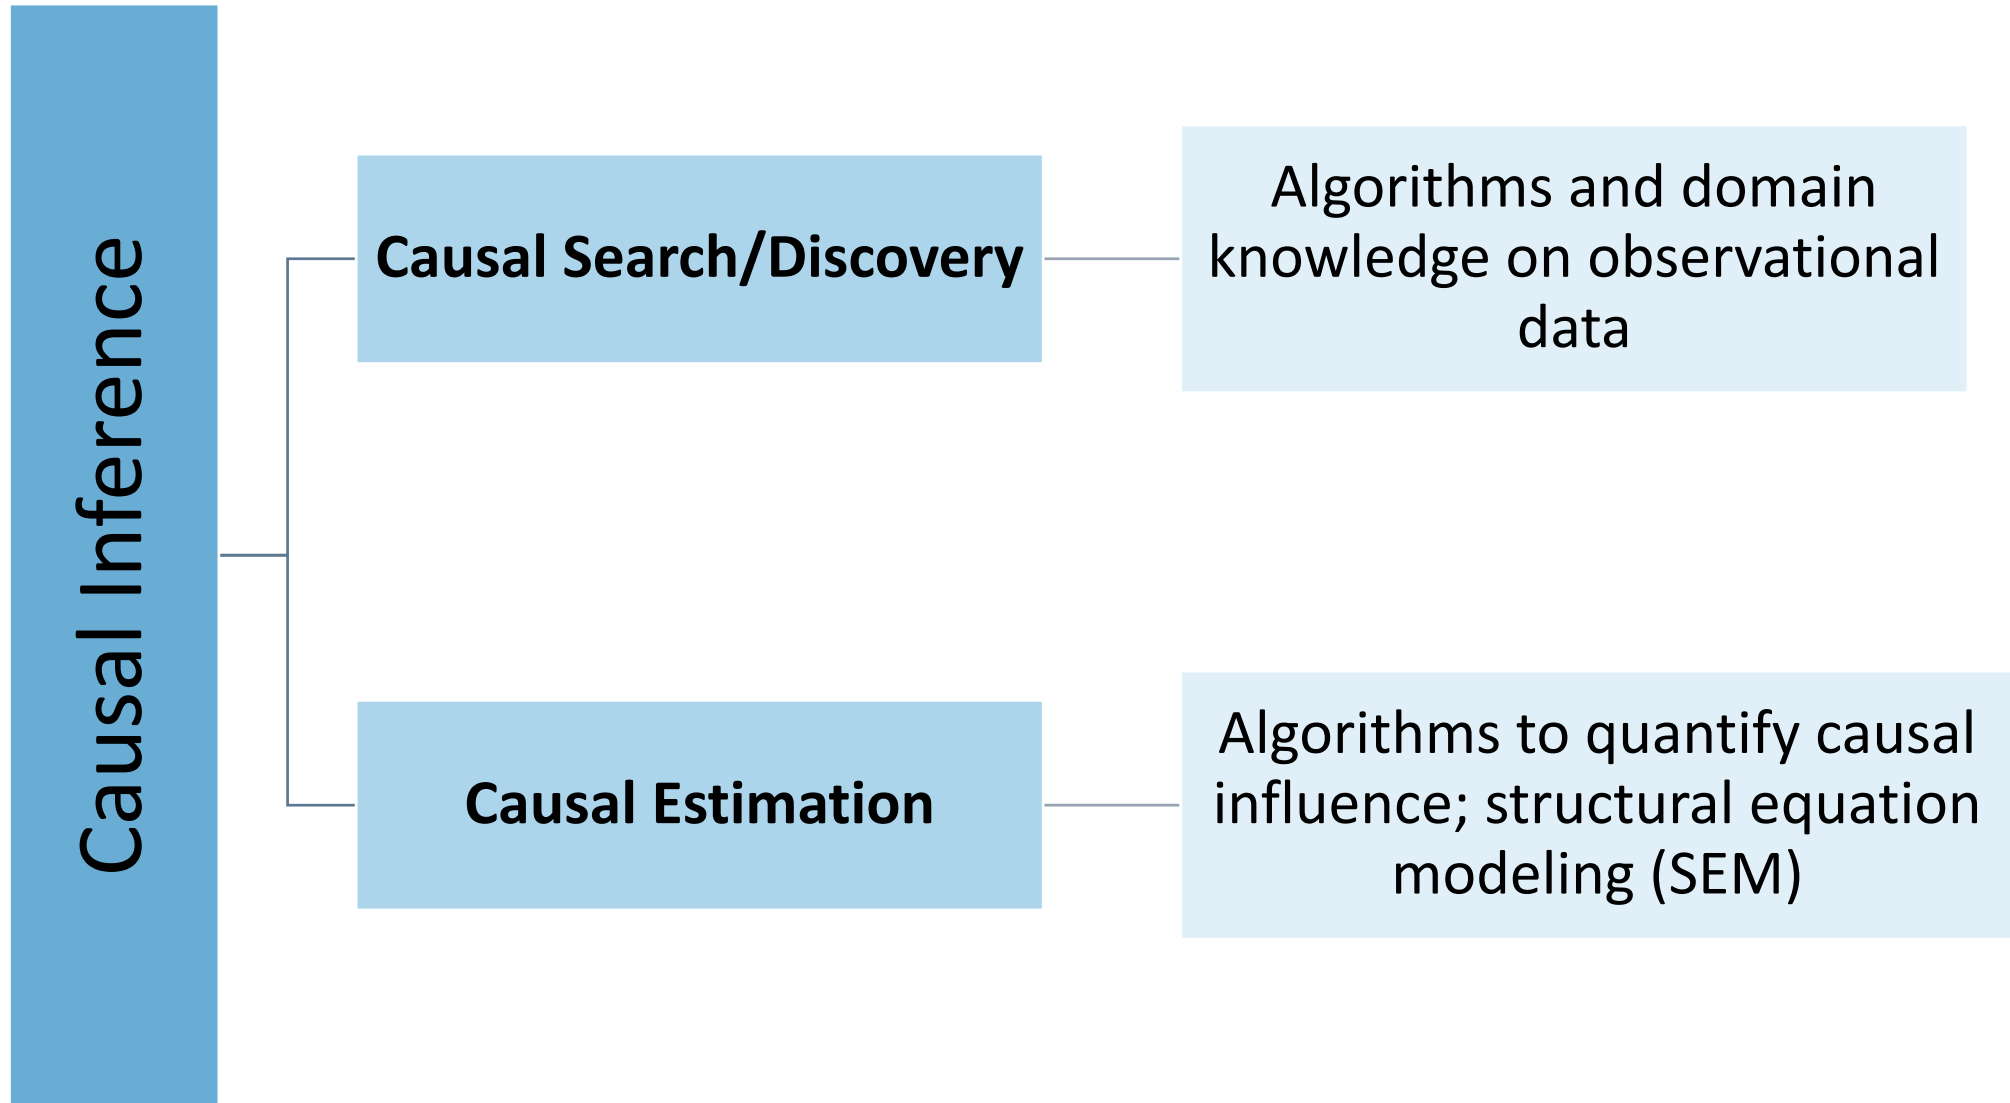 Causal Inference
Causal Search/Discovery
Algorithms and domain
knowledge on observational
data
Causal Estimation
Algorithms to quantify causal
influence; structural equation
modeling (SEM)